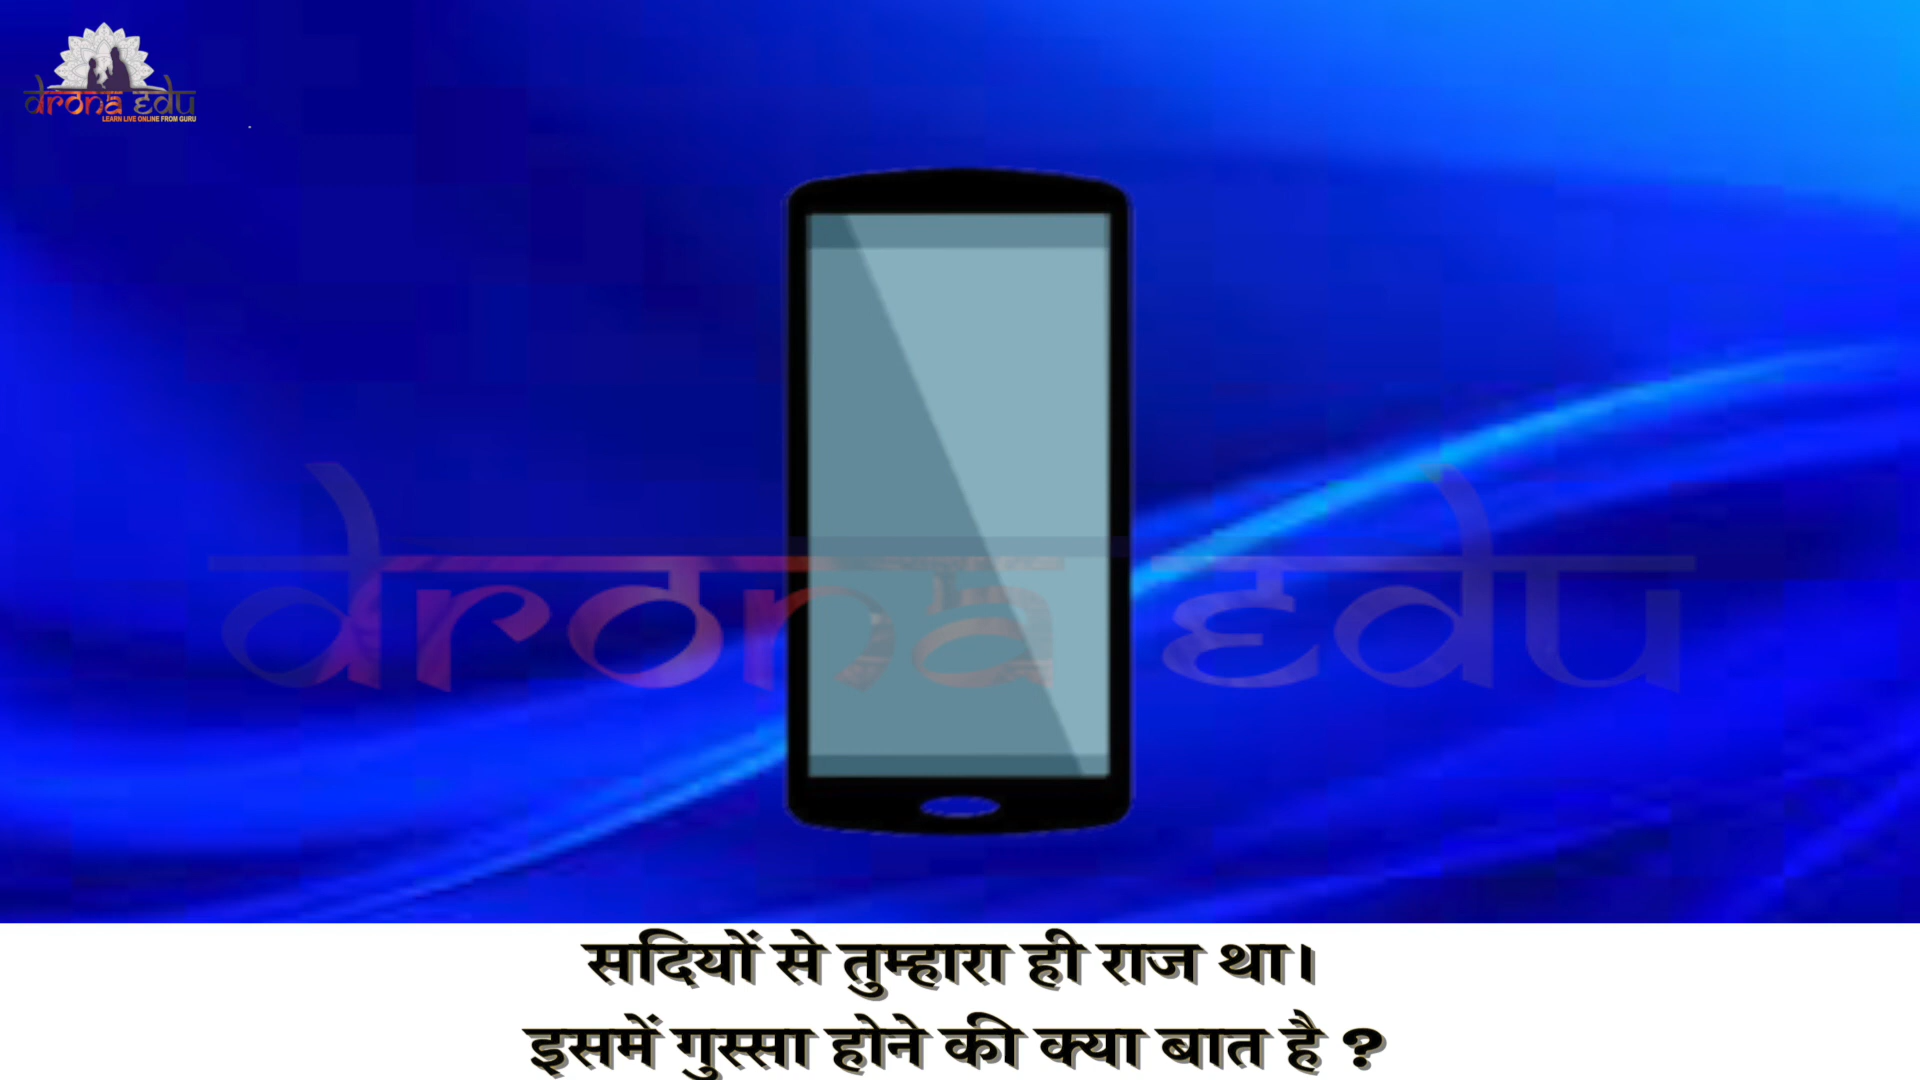 drona edu
LEARN LIVE ONLINE FROM GURU
drona edu
सदियों से तुम्हारा ही राज था।
इसमें गुस्सा होने की क्या बात है ?